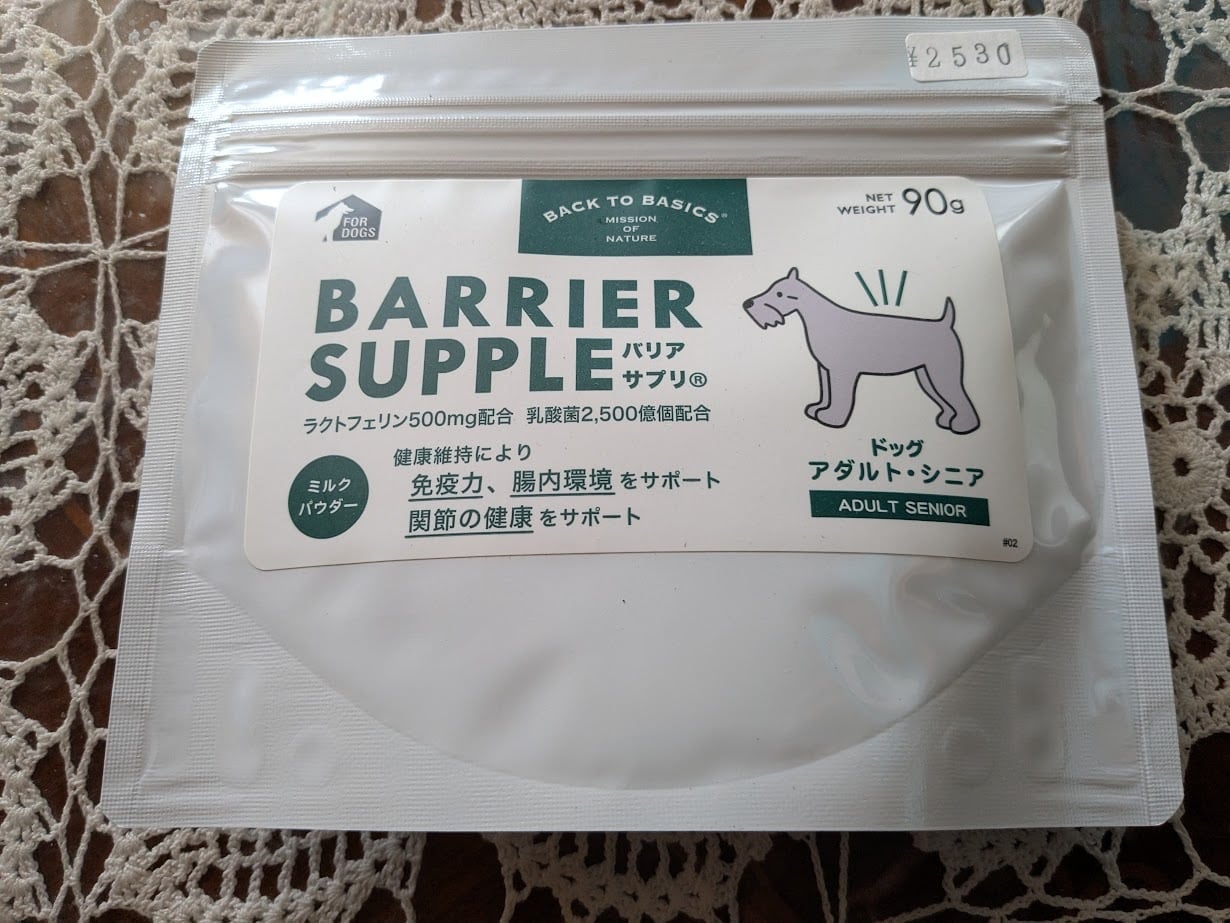 ¥2530
FOR
DOGS
BACK TO BASICS®
MISSION
OF
NATURE
NET
WEIGHT 90g
BARRIER
SUPPLE バリア
サプリ®
ラクトフェリン500mg配合 乳酸菌2,500億個配合
ミルク
パウダー
健康維持により
免疫力、腸内環境をサポート
関節の健康をサポート
ドッグ
アダルト・シニア
ADULT SENIOR
#02